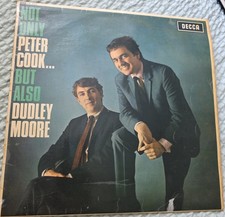 NOT
ONLY
PETER
COOK...
BUT
ALSO
DUDLEY
MOORE
DECCA